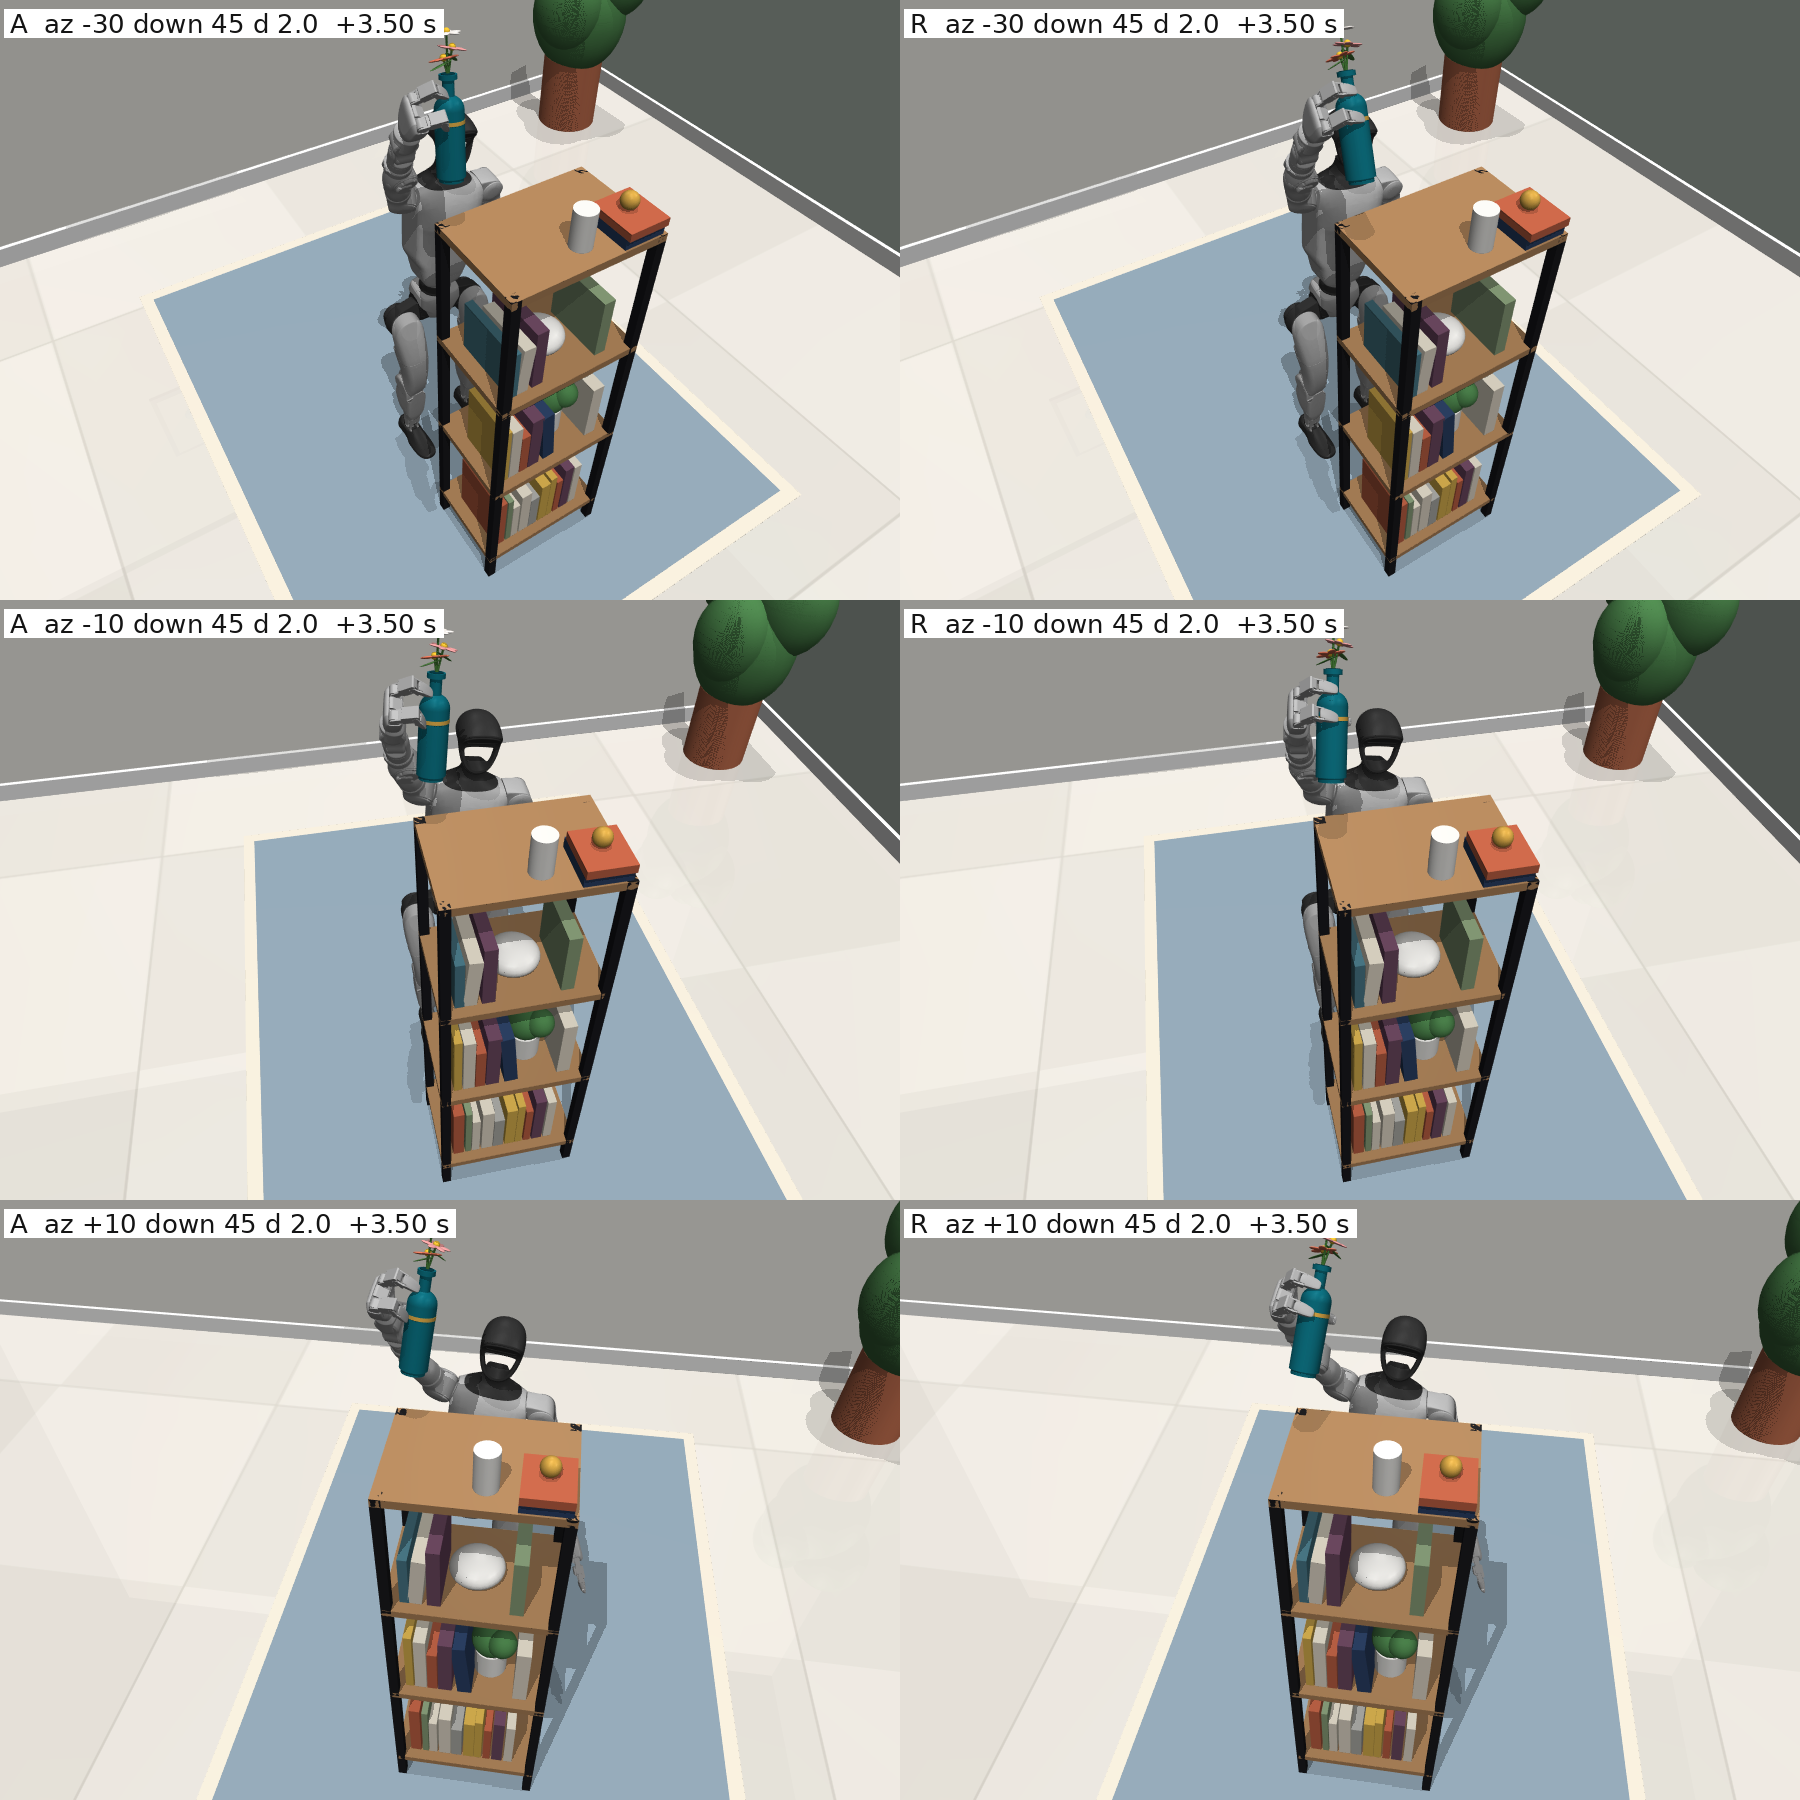 A az -30 down 45 d 2.0 +3.50 s
R az -30 down 45 d 2.0 +3.50 s
A az -10 down 45 d 2.0 +3.50 s
R az -10 down 45 d 2.0 +3.50 s
A az +10 down 45 d 2.0 +3.50 s
R az +10 down 45 d 2.0 +3.50 s